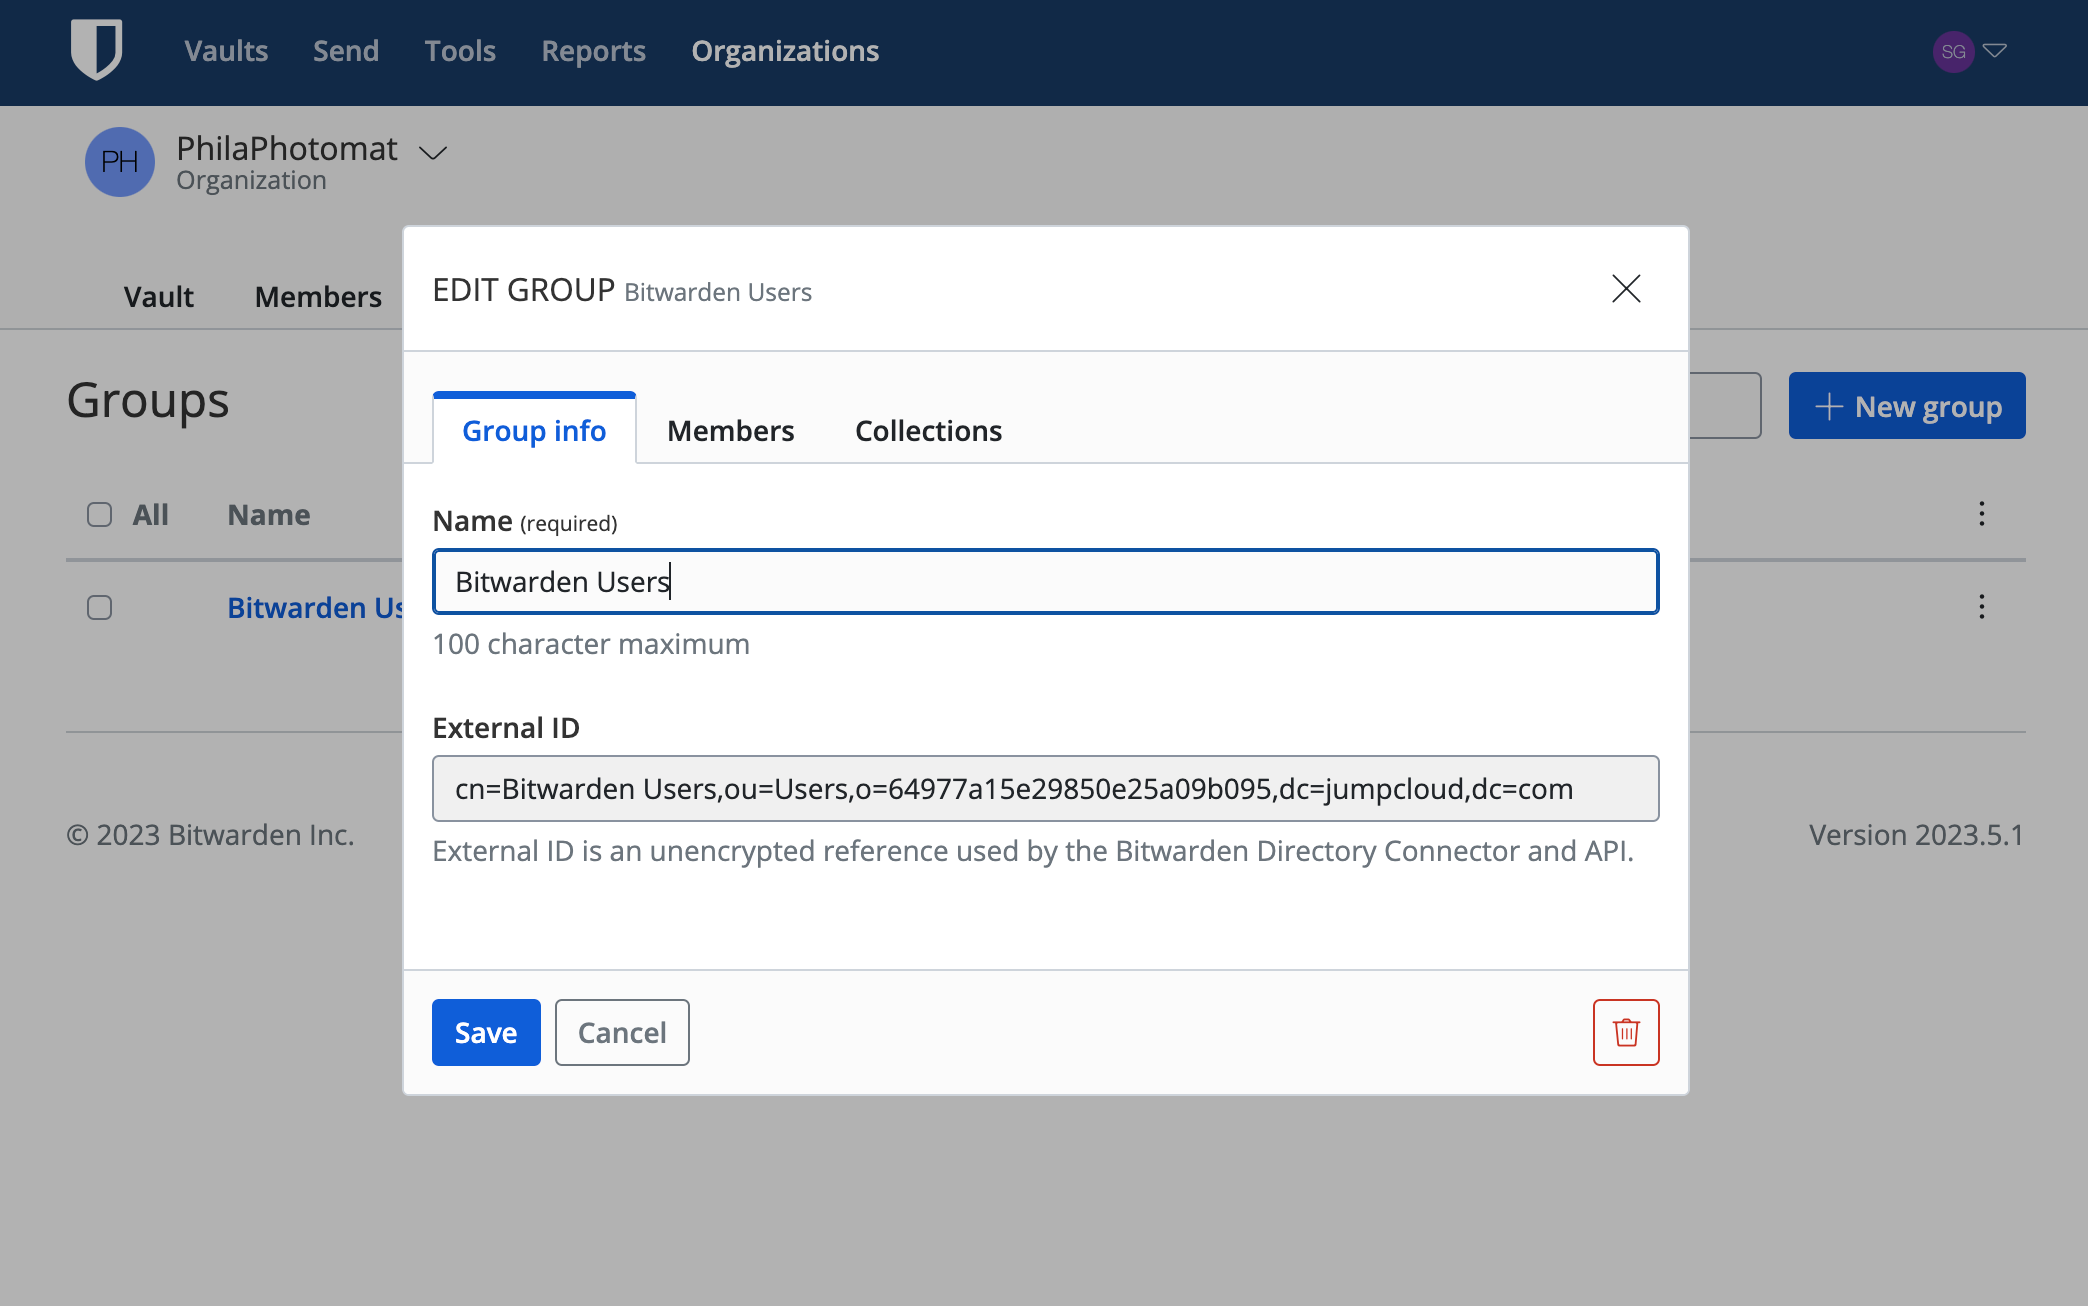 Vaults Send Tools Reports Organizations
SG
PH
PhilaPhotomat
Organization
Vault Members
EDIT GROUP Bitwarden Users
Groups
New group
Group info Members Collections
All Name
Name (required)
Bitwarden Users
Bitwarden Us
100 character maximum
External ID
cn=Bitwarden Users,ou=Users,o=64977a15e29850e25a09b095,dc=jumpcloud,dc=com
External ID is an unencrypted reference used by the Bitwarden Directory Connector and API.
© 2023 Bitwarden Inc.
Version 2023.5.1
Save Cancel